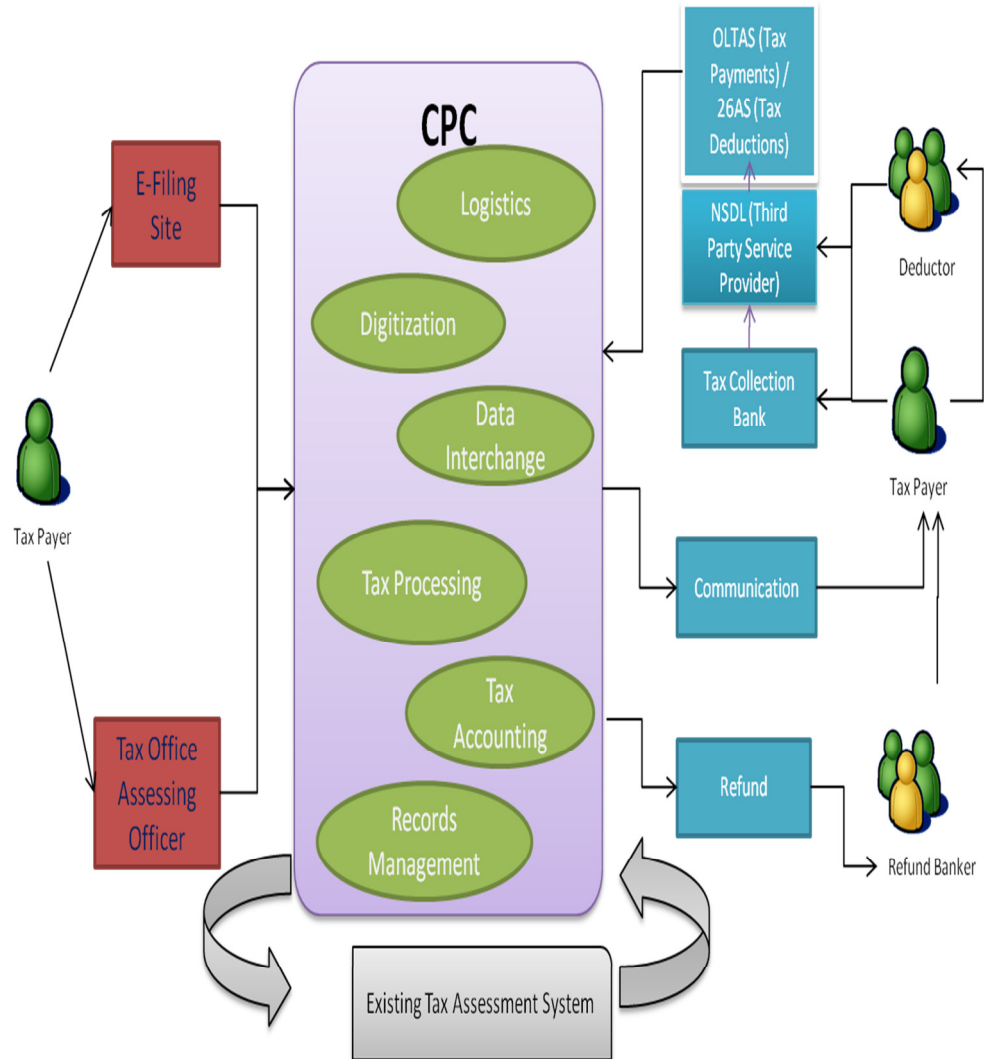 CPC
Logistics
Digitization
Data
Interchange
Tax Processing
Tax
Accounting
Records
Management
E-Filing
Site
Tax Payer
Tax Office
Assessing
Officer
OLTAS (Tax
Payments) /
26AS (Tax
Deductions)
NSDL (Third
Party Service
Provider)
Tax Collection
Bank
Deductor
Tax Payer
Communication
Refund
Refund Banker
Existing Tax Assessment System